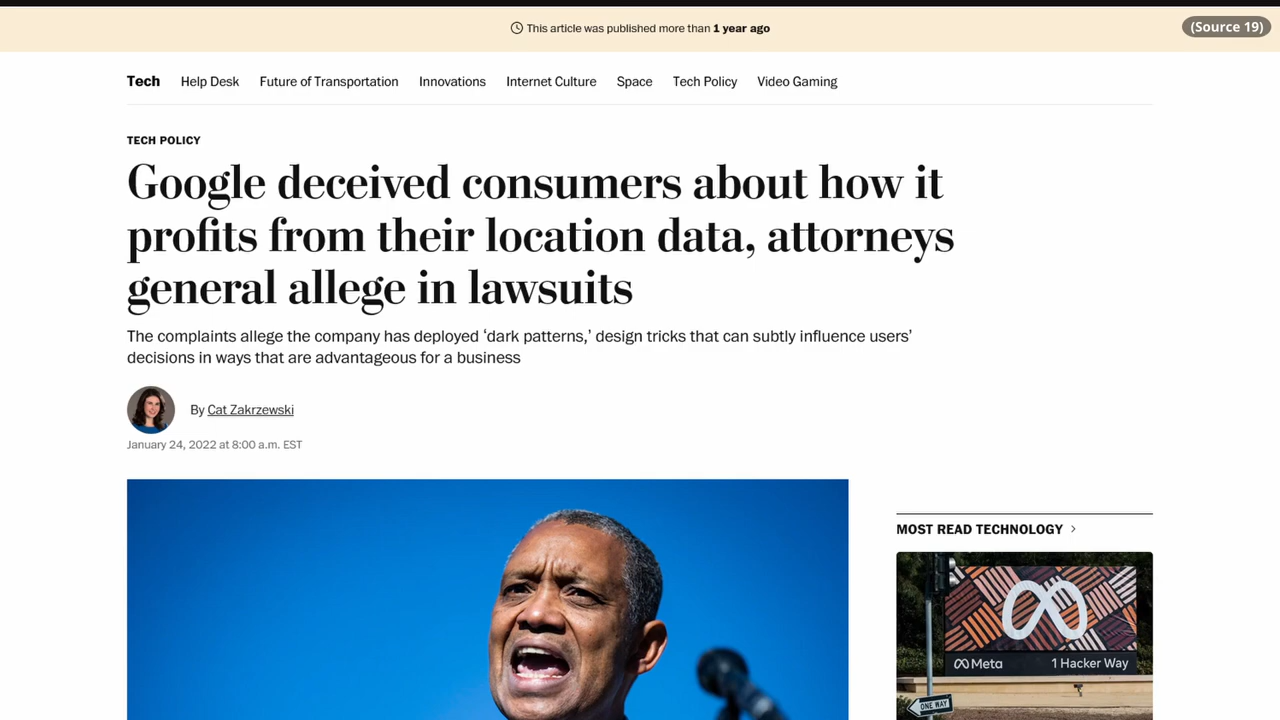 This article was published more than 1 year ago
(Source 19)
Tech Help Desk Future of Transportation Innovations Internet Culture Space Tech Policy Video Gaming
TECH POLICY
Google deceived consumers about how it
profits from their location data, attorneys
general allege in lawsuits
The complaints allege the company has deployed ‘dark patterns,’ design tricks that can subtly influence users’
decisions in ways that are advantageous for a business
By Cat Zakrzewski
January 24, 2022 at 8:00 a.m. EST
MOST READ TECHNOLOGY
Meta 1 Hacker Way
ONE WAY